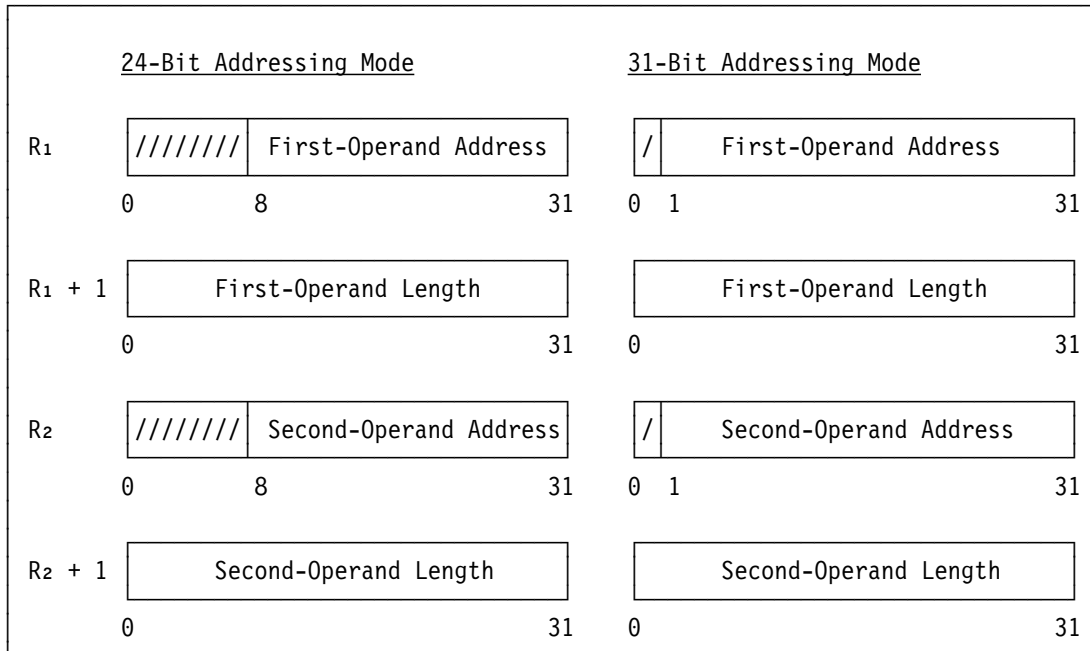 24-Bit Addressing Mode 31-Bit Addressing Mode
R₁ //////// First-Operand Address / First-Operand Address
0 8 31 0 1 31
R₁ + 1 First-Operand Length First-Operand Length
0 31 0 31
R₂ //////// Second-Operand Address / Second-Operand Address
0 8 31 0 1 31
R₂ + 1 Second-Operand Length Second-Operand Length
0 31 0 31